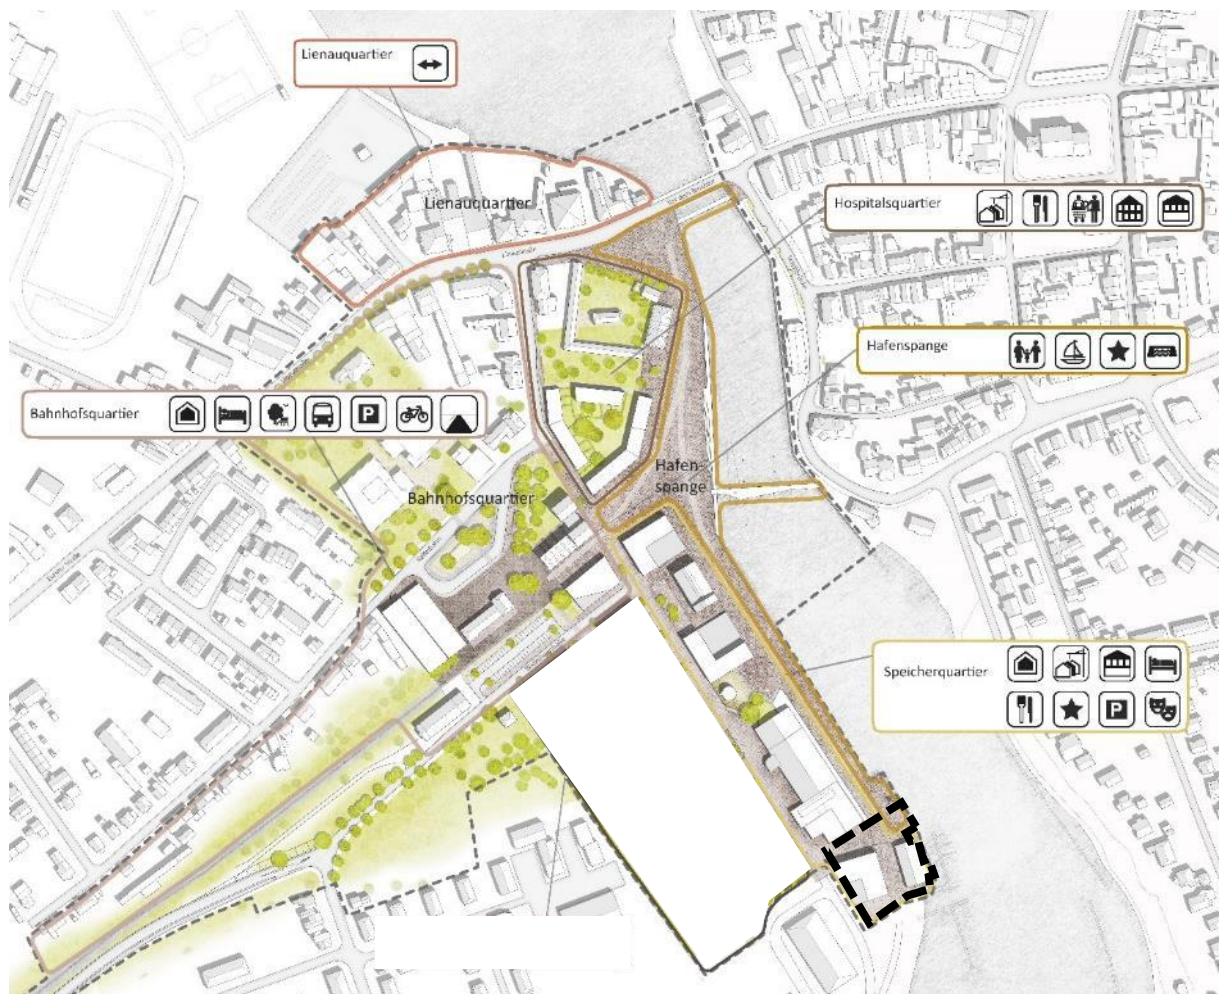 Lienauquartier
Lienauquartier
Hospitalsquartier
Hafenspange
Bahnhofsquartier
Hafen-
spange
Bahnhofsquartier
Speicherquartier
P
P